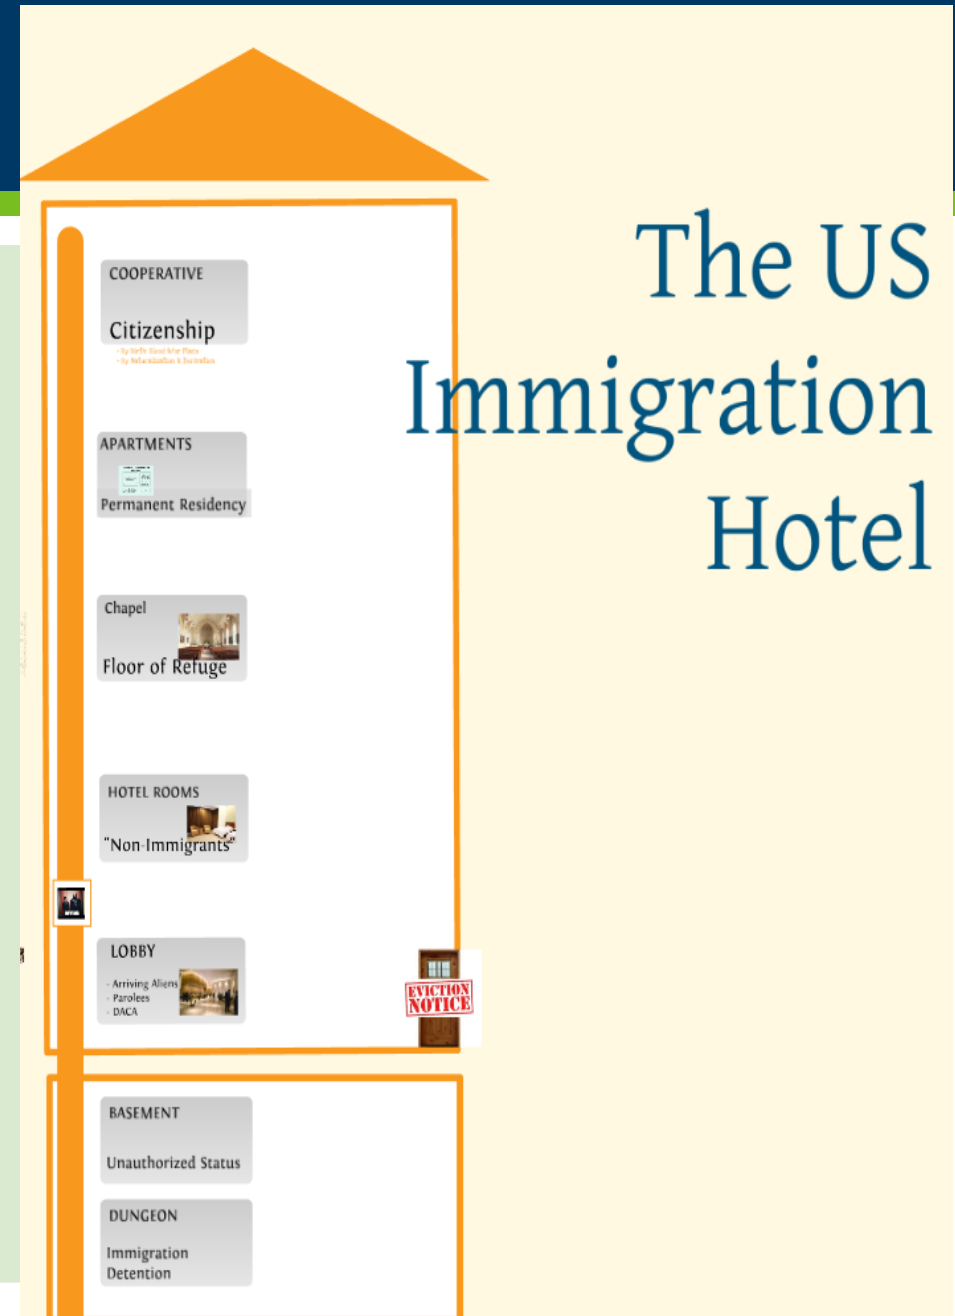 The US
Immigration
Hotel
COOPERATIVE
Citizenship
APARTMENTS
Permanent Residency
Chapel
Floor of Refuge
HOTEL ROOMS
"Non-Immigrants"
LOBBY
- Arriving Aliens
- Parolees
- DACA
EVICTION
NOTICE
BASEMENT
Unauthorized Status
DUNGEON
Immigration
Detention